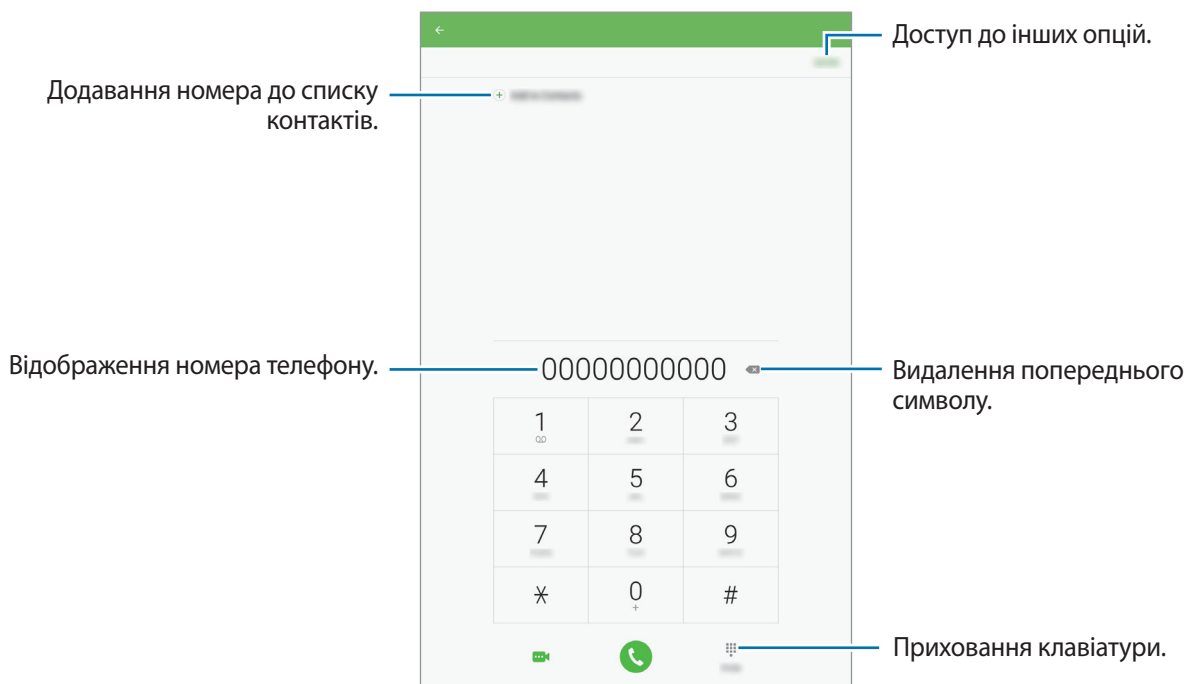 Доступ до інших опцій.
Додавання номера до списку
контактів.
Відображення номера телефону.
00000000000
Видалення попереднього
символу.
1 2 3
4 5 6
7 8 9
* 0 #
+
Приховання клавіатури.